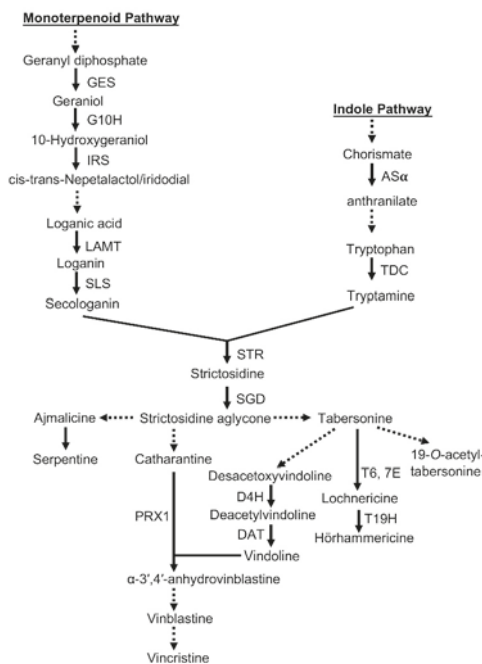 Monoterpenoid Pathway
Geranyl diphosphate
GES
Geraniol
G10H
10-Hydroxygeraniol
IRS
cis-trans-Nepetalactol/iridodial
Loganic acid
LAMT
Loganin
SLS
Secologanin
Indole Pathway
Chorismate
ASα
anthranilate
Tryptophan
TDC
Tryptamine
STR
Strictosidine
SGD
Ajmalicine
Strictosidine aglycone
Tabersonine
Serpentine
Catharantine
Desacetoxyvindoline
19-O-acetyl-
tabersonine
T6, 7E
D4H
Lochnericine
Deacetylvindoline
PRX1
T19H
DAT
Hörhammericine
Vindoline
α-3',4'-anhydrovinblastine
Vinblastine
Vincristine